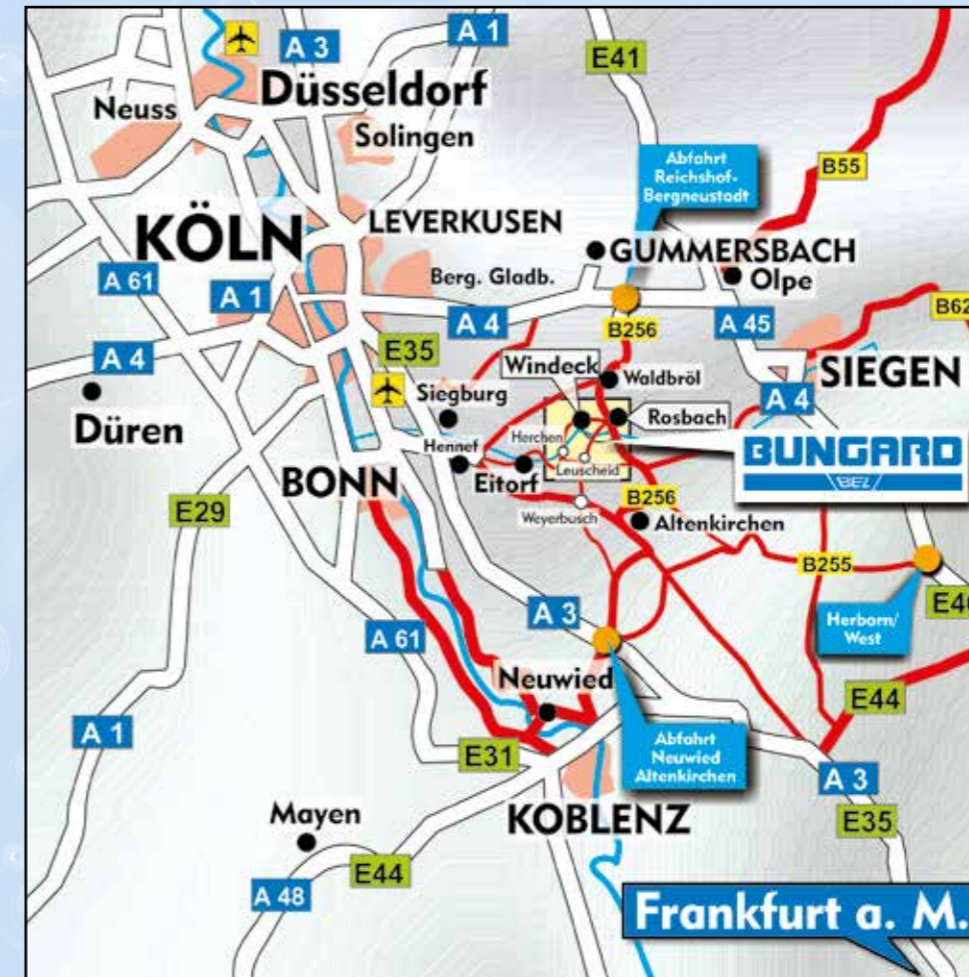 A 3
A 1
E41
Düsseldorf
Neuss
Solingen
B55
Abfahrt
Reichshof-
Bergneustadt
KÖLN
LEVERKUSEN
GUMMERSBACH
A 61
A 1
Berg. Gladb.
Olpe
A 4
B256
A 45
B62
A 4
E35
Windeck
Waldbröl
SIEGEN
Düren
Siegburg
A 4
Rosbach
Herchen
Hennef
Leuscheid
Eitorf
BUNGARD
BEL
BONN
E29
B256
Weyerbusch
Altenkirchen
B255
A 3
Herborn/
West
A 61
Neuwied
E44
A 1
E31
Abfahrt
Neuwied
Altenkirchen
A 3
Mayen
KOBLENZ
E35
E44
A 48
Frankfurt a. M.